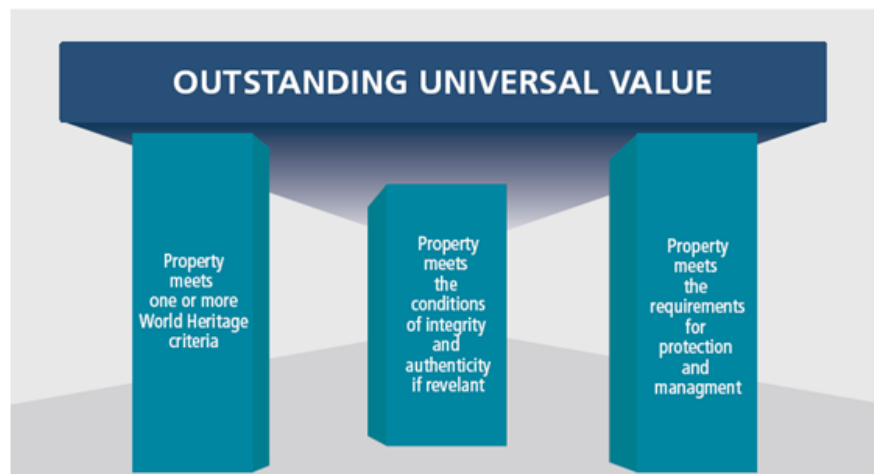 OUTSTANDING UNIVERSAL VALUE
Property
meets
one or more
World Heritage
criteria
Property
meets
the
conditions
of integrity
and
authenticity
if revelant
Property
meets
the
requirements
for
protection
and
managment